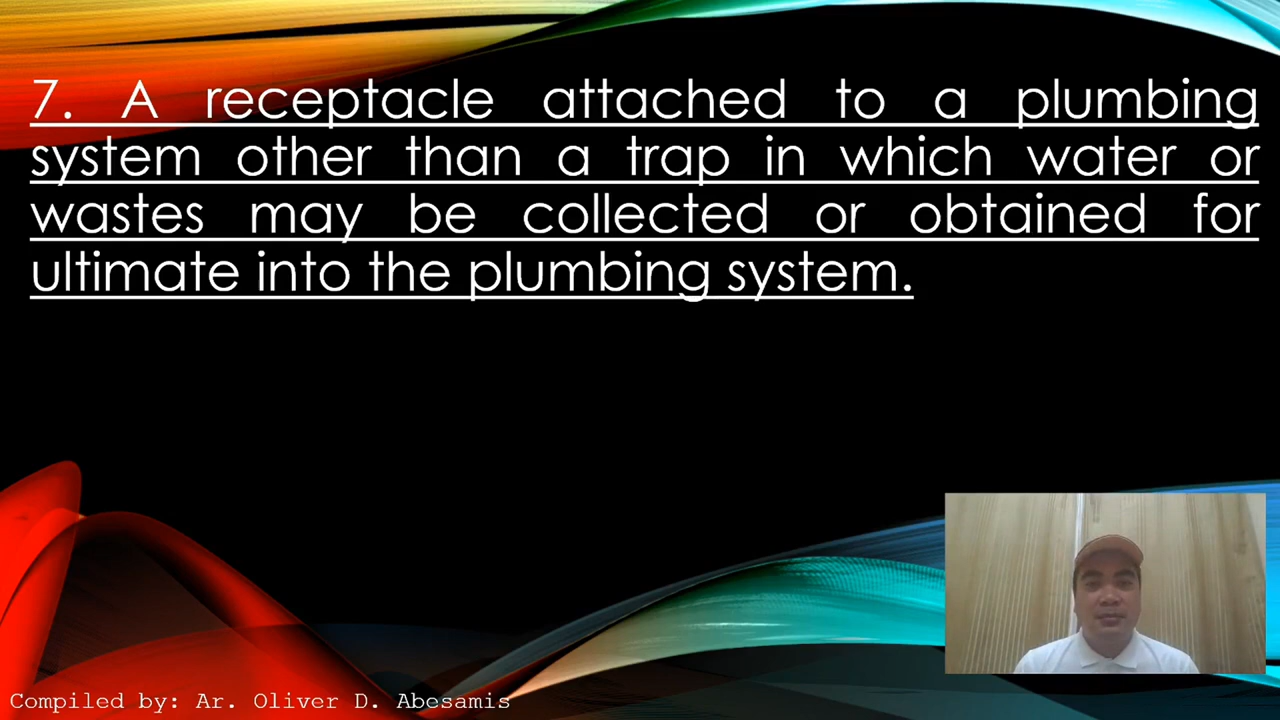 7. A receptacle attached to a plumbing
system other than a trap in which water or
wastes may be collected or obtained for
ultimate into the plumbing system.
Compiled by: Ar. Oliver D. Abesamis